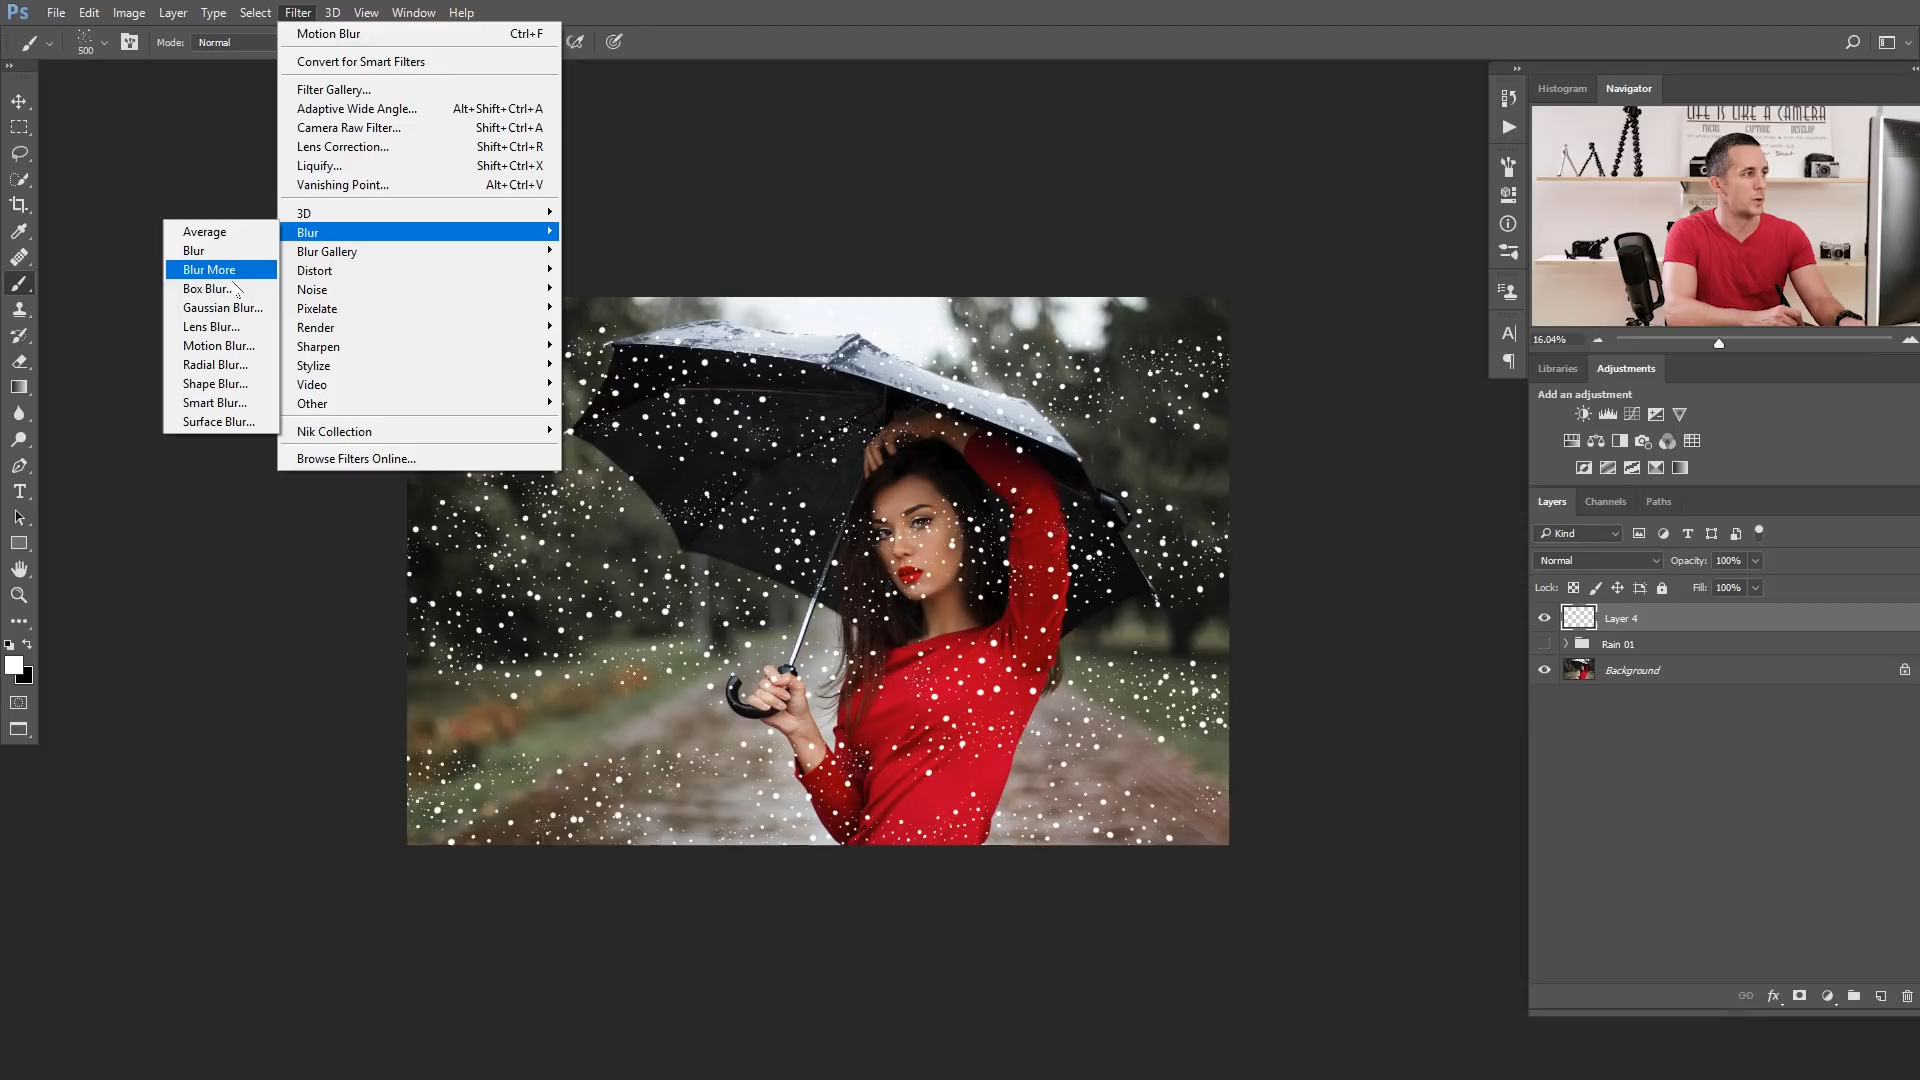 Ps File Edit Image Layer Type Select Filter 3D View Window Help
500 Mode: Normal
Motion Blur Ctrl+F
Convert for Smart Filters
Filter Gallery...
Adaptive Wide Angle... Alt+Shift+Ctrl+A
Camera Raw Filter... Shift+Ctrl+A
Lens Correction... Shift+Ctrl+R
Liquify... Shift+Ctrl+X
Vanishing Point... Alt+Ctrl+V
3D
Blur
Blur Gallery
Distort
Noise
Pixelate
Render
Sharpen
Stylize
Video
Other
Nik Collection
Browse Filters Online...
Average
Blur
Blur More
Box Blur...
Gaussian Blur...
Lens Blur...
Motion Blur...
Radial Blur...
Shape Blur...
Smart Blur...
Surface Blur...
Histogram Navigator
LIFE IS LIKE A CAMERA
FOCUS CAPTURE DEVELOP
16.04%
Libraries Adjustments
Add an adjustment
Layers Channels Paths
Kind
Normal Opacity: 100%
Lock: Fill: 100%
Layer 4
Rain 01
Background
fx